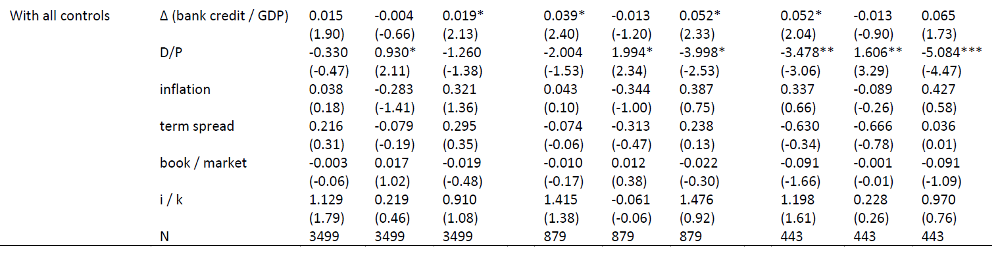 With all controls Δ (bank credit / GDP) 0.015 -0.004 0.019* 0.039* -0.013 0.052* 0.052* -0.013 0.065
(1.90) (-0.66) (2.13) (2.40) (-1.20) (2.33) (2.04) (-0.90) (1.73)
D/P -0.330 0.930* -1.260 -2.004 1.994* -3.998* -3.478** 1.606** -5.084***
(-0.47) (2.11) (-1.38) (-1.53) (2.34) (-2.53) (-3.06) (3.29) (-4.47)
inflation 0.038 -0.283 0.321 0.043 -0.344 0.387 0.337 -0.089 0.427
(0.18) (-1.41) (1.36) (0.10) (-1.00) (0.75) (0.66) (-0.26) (0.58)
term spread 0.216 -0.079 0.295 -0.074 -0.313 0.238 -0.630 -0.666 0.036
(0.31) (-0.19) (0.35) (-0.06) (-0.47) (0.13) (-0.34) (-0.78) (0.01)
book / market -0.003 0.017 -0.019 -0.010 0.012 -0.022 -0.091 -0.001 -0.091
(-0.06) (1.02) (-0.48) (-0.17) (0.38) (-0.30) (-1.66) (-0.01) (-1.09)
i / k 1.129 0.219 0.910 1.415 -0.061 1.476 1.198 0.228 0.970
(1.79) (0.46) (1.08) (1.38) (-0.06) (0.92) (1.61) (0.26) (0.76)
N 3499 3499 3499 879 879 879 443 443 443